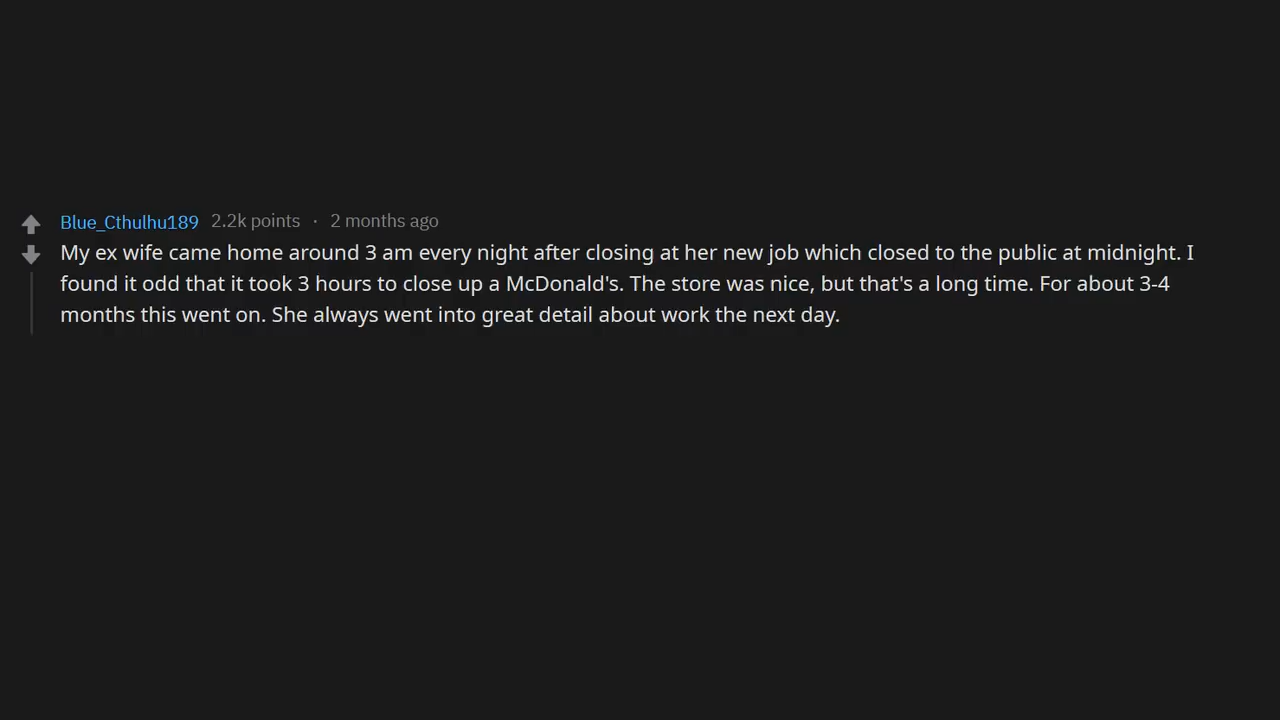 Blue_Cthulhu189 2.2k points · 2 months ago
My ex wife came home around 3 am every night after closing at her new job which closed to the public at midnight. I
found it odd that it took 3 hours to close up a McDonald's. The store was nice, but that's a long time. For about 3-4
months this went on. She always went into great detail about work the next day.